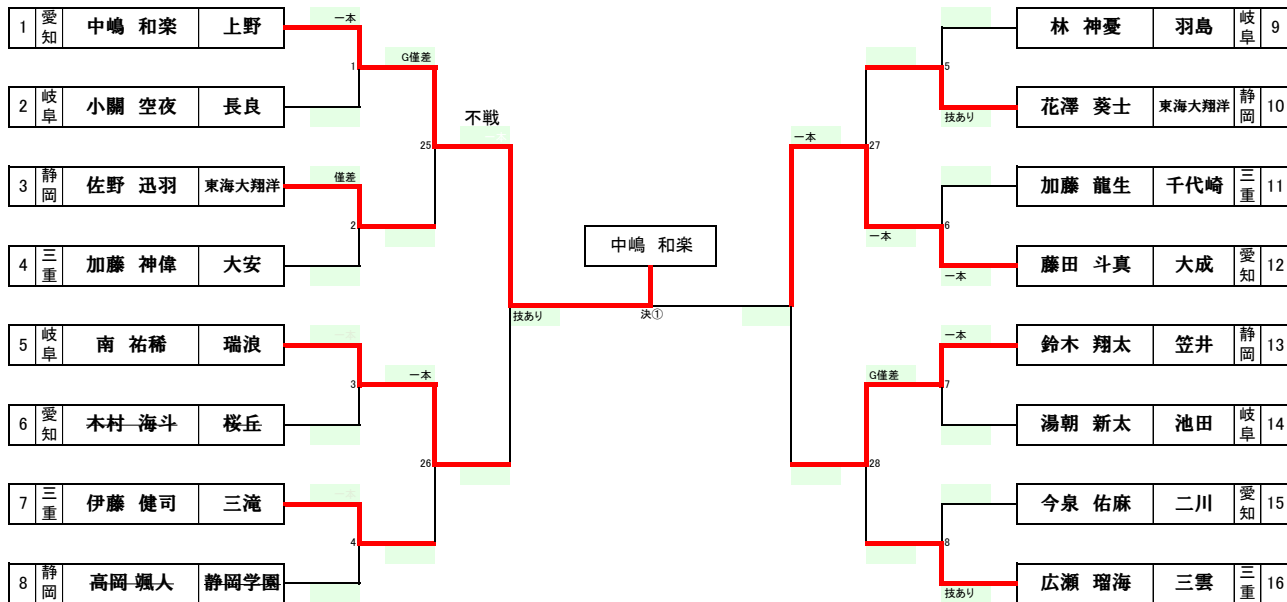 1 愛知 中嶋 和楽 上野
一本
1
2 岐阜 小關 空夜 長良
G僅差
25
3 静岡 佐野 迅羽 東海大翔洋
僅差
2
4 三重 加藤 神偉 大安
不戦
一本
5 岐阜 南 祐稀 瑞浪
一本
3
6 愛知 木村 海斗 桜丘
一本
26
7 三重 伊藤 健司 三滝
一本
4
8 静岡 高岡 颯人 静岡学園
中嶋 和楽
技あり
決①
林 神憂 羽島 岐阜 9
5
花澤 葵士 東海大翔洋 静岡 10
技あり
一本
27
加藤 龍生 千代崎 三重 11
6
一本
藤田 斗真 大成 愛知 12
一本
鈴木 翔太 笠井 静岡 13
一本
7
G僅差
湯朝 新太 池田 岐阜 14
28
今泉 佑麻 二川 愛知 15
8
広瀬 瑠海 三雲 三重 16
技あり